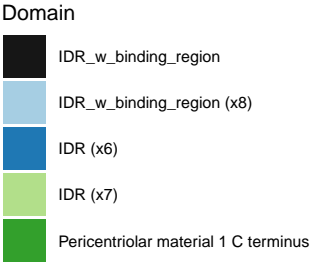 Domain
IDR_w_binding_region
IDR_w_binding_region (x8)
IDR (x6)
IDR (x7)
Pericentriolar material 1 C terminus